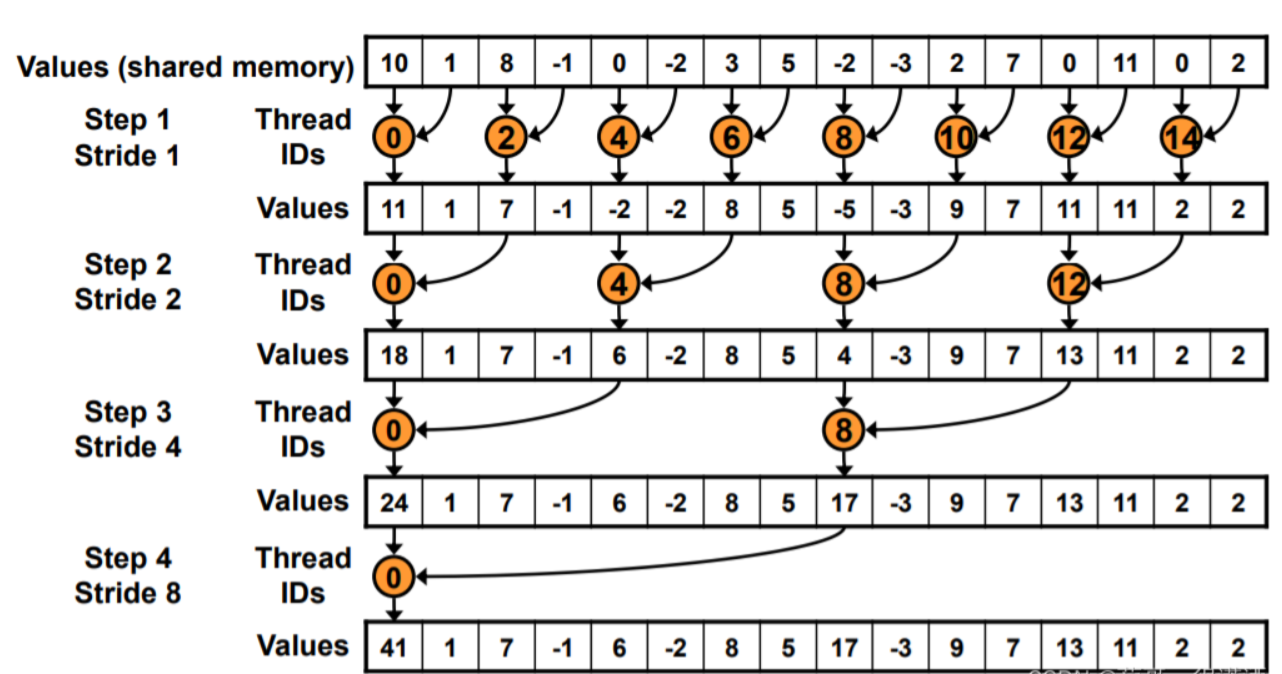 Values (shared memory) 10 1 8 -1 0 -2 3 5 -2 -3 2 7 0 11 0 2
Step 1 Thread
Stride 1 IDs 0 2 4 6 8 10 12 14
Values 11 1 7 -1 -2 -2 8 5 -5 -3 9 7 11 11 2 2
Step 2 Thread
Stride 2 IDs 0 4 8 12
Values 18 1 7 -1 6 -2 8 5 4 -3 9 7 13 11 2 2
Step 3 Thread
Stride 4 IDs 0 8
Values 24 1 7 -1 6 -2 8 5 17 -3 9 7 13 11 2 2
Step 4 Thread
Stride 8 IDs 0
Values 41 1 7 -1 6 -2 8 5 17 -3 9 7 13 11 2 2